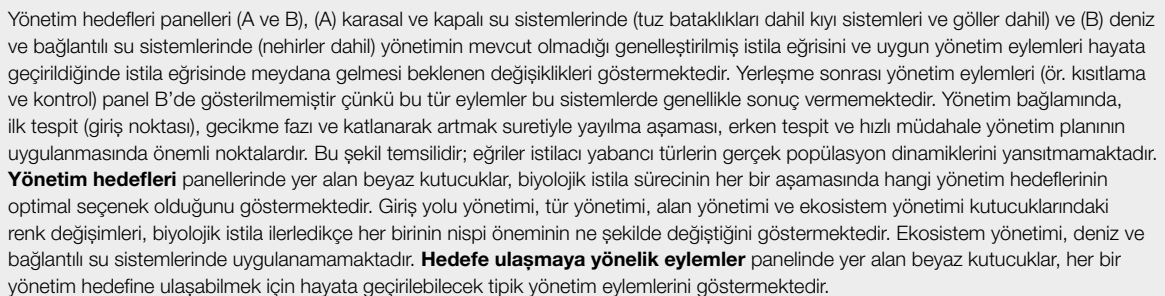 Yönetim hedefleri panelleri (A ve B), (A) karasal ve kapalı su sistemlerinde (tuz bataklıkları dahil kıyı sistemleri ve göller dahil) ve (B) deniz
ve bağlantılı su sistemlerinde (nehirler dahil) yönetimin mevcut olmadığı genelleştirilmiş istila eğrisini ve uygun yönetim eylemleri hayata
geçirildiğinde istila eğrisinde meydana gelmesi beklenen değişiklikleri göstermektedir. Yerleşme sonrası yönetim eylemleri (ör. kısıtlama
ve kontrol) panel B’de gösterilmemiştir çünkü bu tür eylemler bu sistemlerde genellikle sonuç vermemektedir. Yönetim bağlamında,
ilk tespit (giriş noktası), gecikme fazı ve katlanarak artmak suretiyle yayılma aşaması, erken tespit ve hızlı müdahale yönetim planının
uygulanmasında önemli noktalardır. Bu şekil temsilidir; eğriler istilacı yabancı türlerin gerçek popülasyon dinamiklerini yansıtmamaktadır.
Yönetim hedefleri panellerinde yer alan beyaz kutucuklar, biyolojik istila sürecinin her bir aşamasında hangi yönetim hedeflerinin
optimal seçenek olduğunu göstermektedir. Giriş yolu yönetimi, tür yönetimi, alan yönetimi ve ekosistem yönetimi kutucuklarındaki
renk değişimleri, biyolojik istila ilerledikçe her birinin nispi öneminin ne şekilde değiştiğini göstermektedir. Ekosistem yönetimi, deniz ve
bağlantılı su sistemlerinde uygulanamamaktadır. Hedefe ulaşmaya yönelik eylemler panelinde yer alan beyaz kutucuklar, her bir
yönetim hedefine ulaşabilmek için hayata geçirilebilecek tipik yönetim eylemlerini göstermektedir.